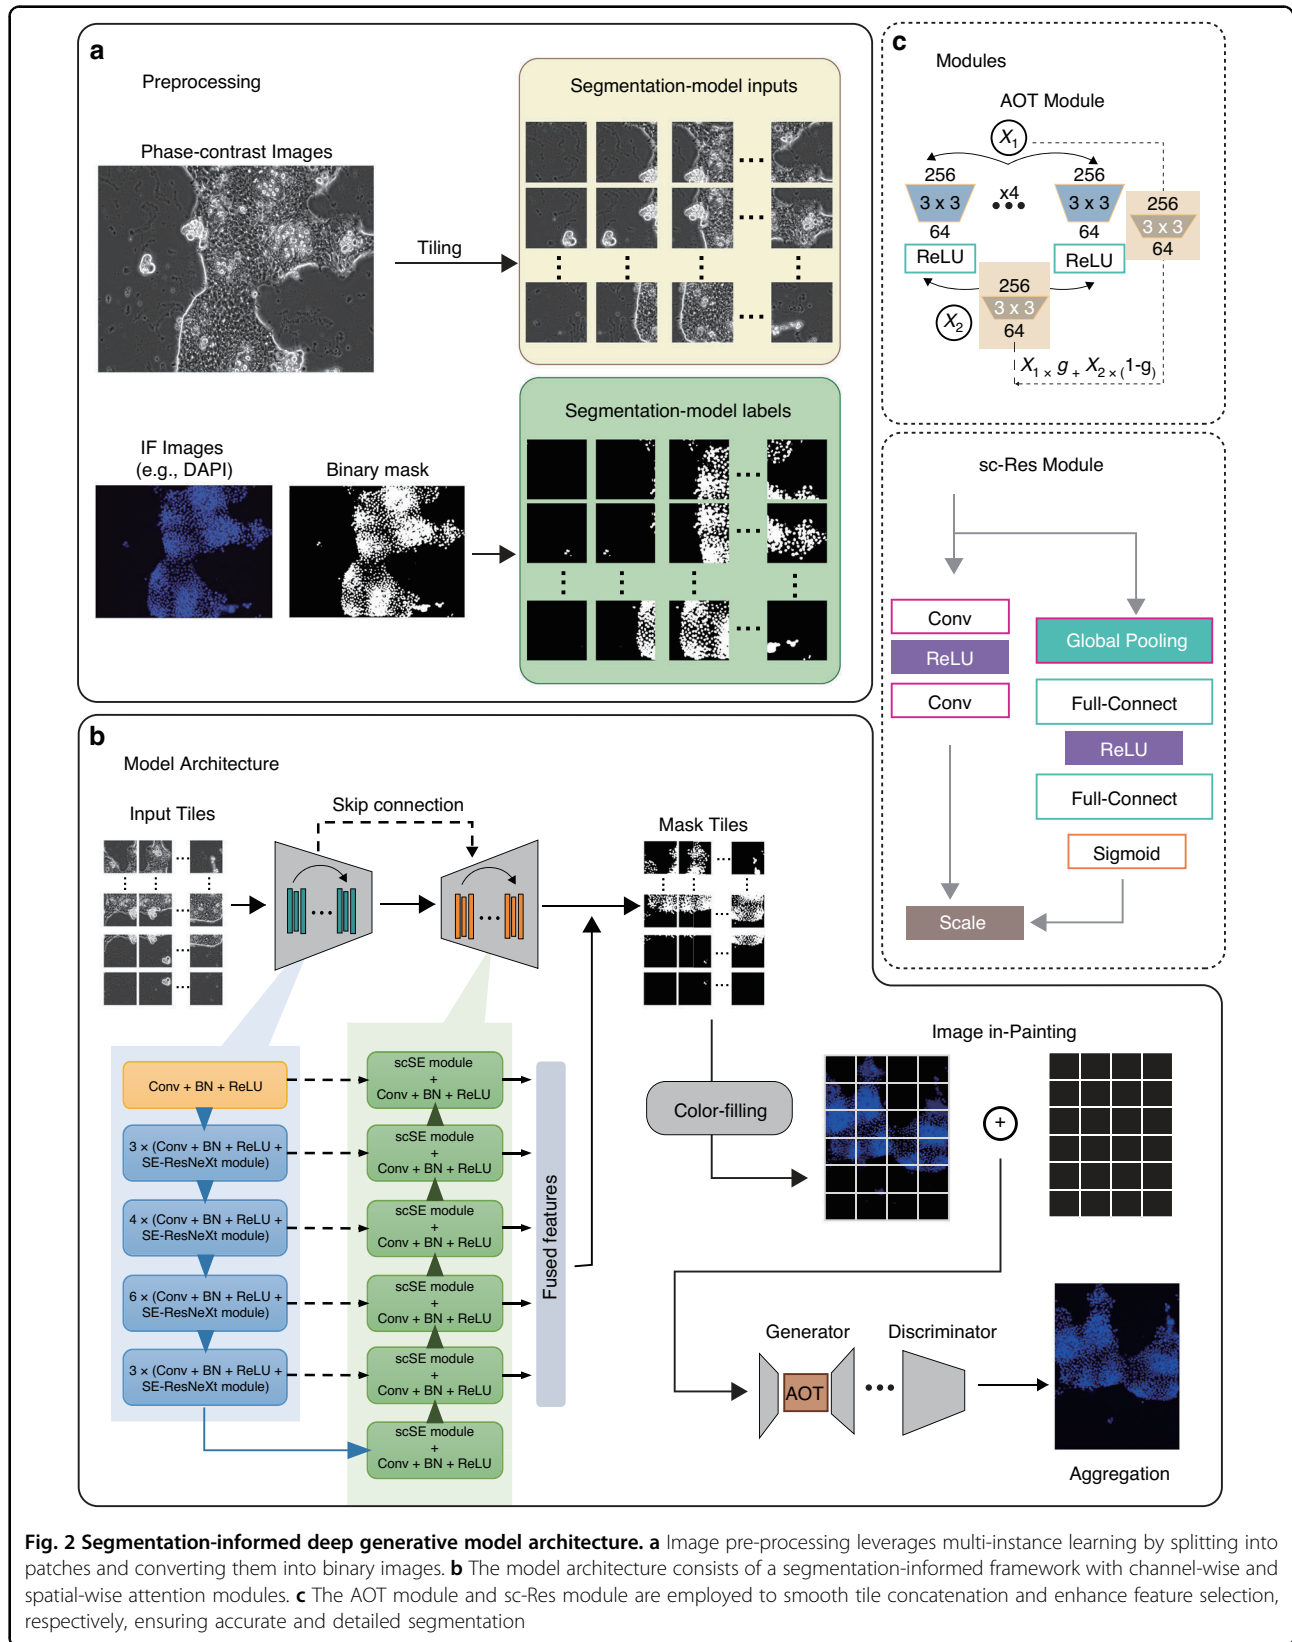 a
Preprocessing
Phase-contrast Images
Tiling
Segmentation-model inputs
IF Images
(e.g., DAPI)
Binary mask
Segmentation-model labels
c
Modules
AOT Module
X1
256
3 x 3
64
ReLU
x4
256
3 x 3
64
ReLU
256
3 x 3
64
256
3 x 3
64
X2
X1 × g + X2 × (1-g)
sc-Res Module
Conv
ReLU
Conv
Global Pooling
Full-Connect
ReLU
Full-Connect
Sigmoid
Scale
b
Model Architecture
Input Tiles
Skip connection
Mask Tiles
Conv + BN + ReLU
3 × (Conv + BN + ReLU +
SE-ResNeXt module)
4 × (Conv + BN + ReLU +
SE-ResNeXt module)
6 × (Conv + BN + ReLU +
SE-ResNeXt module)
3 × (Conv + BN + ReLU +
SE-ResNeXt module)
scSE module
+
Conv + BN + ReLU
scSE module
+
Conv + BN + ReLU
scSE module
+
Conv + BN + ReLU
scSE module
+
Conv + BN + ReLU
scSE module
+
Conv + BN + ReLU
scSE module
+
Conv + BN + ReLU
Fused features
Color-filling
Image in-Painting
+
Generator
AOT
Discriminator
Aggregation
Fig. 2 Segmentation-informed deep generative model architecture. a Image pre-processing leverages multi-instance learning by splitting into
patches and converting them into binary images. b The model architecture consists of a segmentation-informed framework with channel-wise and
spatial-wise attention modules. c The AOT module and sc-Res module are employed to smooth tile concatenation and enhance feature selection,
respectively, ensuring accurate and detailed segmentation